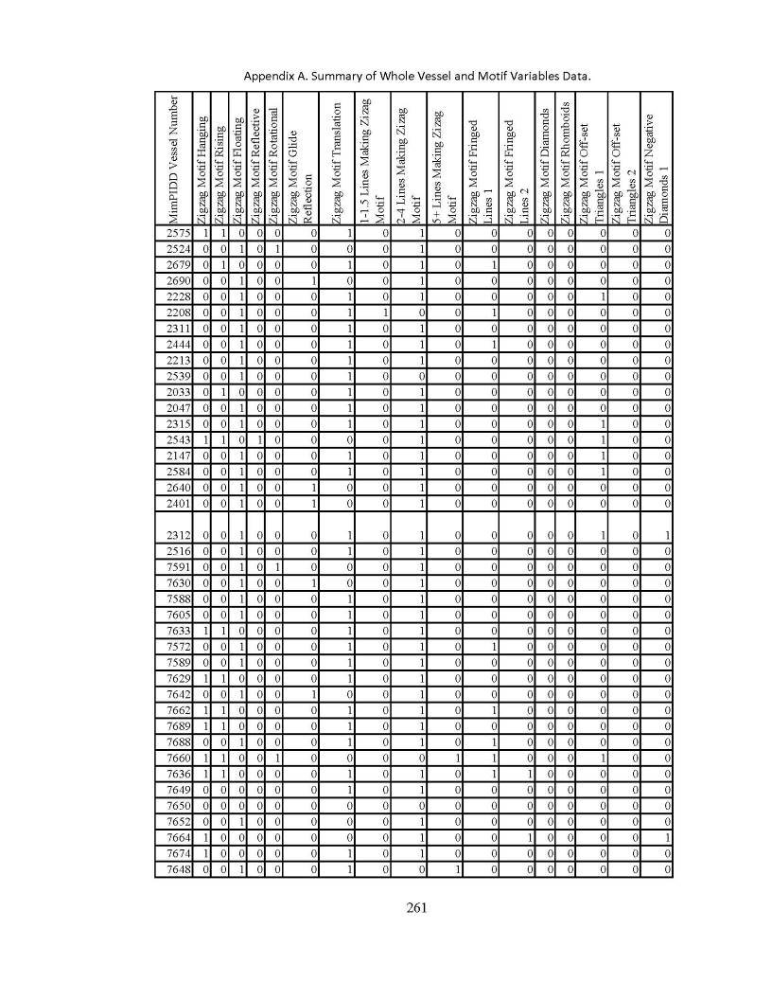 Appendix A. Summary of Whole Vessel and Motif Variables Data.
MimPIDD Vessel Number
Zigzag Motif Hanging
Zigzag Motif Rising
Zigzag Motif Floating
Zigzag Motif Reflective
Zigzag Motif Rotational
Zigzag Motif Glide
Reflection
Zigzag Motif Translation
1-1.5 Lines Making Zizag
Motif
2-4 Lines Making Zizag
Motif
5+ Lines Making Zizag
Motif
Zigzag Motif Fringed
Lines 1
Zigzag Motif Fringed
Lines 2
Zigzag Motif Diamonds
Zigzag Motif Rhomboids
Zigzag Motif Off-set
Triangles 1
Zigzag Motif Off-set
Triangles 2
Zigzag Motif Negative
Diamonds 1
2575 1 1 0 0 0 0 1 0 1 0 0 0 0 0 0 0 0
2524 0 0 1 0 1 0 0 0 1 0 0 0 0 0 0 0 0
2679 0 1 0 0 0 0 1 0 1 0 1 0 0 0 0 0 0
2690 0 0 1 0 0 1 0 0 1 0 0 0 0 0 0 0 0
2228 0 0 1 0 0 0 1 0 1 0 0 0 0 0 1 0 0
2208 0 0 1 0 0 0 1 1 0 0 1 0 0 0 0 0 0
2311 0 0 1 0 0 0 1 0 1 0 0 0 0 0 0 0 0
2444 0 0 1 0 0 0 1 0 1 0 1 0 0 0 0 0 0
2213 0 0 1 0 0 0 1 0 1 0 0 0 0 0 0 0 0
2539 0 0 1 0 0 0 1 0 0 0 0 0 0 0 0 0 0
2033 0 1 0 0 0 0 1 0 1 0 0 0 0 0 0 0 0
2047 0 0 1 0 0 0 1 0 1 0 0 0 0 0 0 0 0
2315 0 0 1 0 0 0 1 0 1 0 0 0 0 0 1 0 0
2543 1 1 0 1 0 0 0 0 1 0 0 0 0 0 1 0 0
2147 0 0 1 0 0 0 1 0 1 0 0 0 0 0 1 0 0
2584 0 0 1 0 0 0 1 0 1 0 0 0 0 0 1 0 0
2640 0 0 1 0 0 1 0 0 1 0 0 0 0 0 0 0 0
2401 0 0 1 0 0 1 0 0 1 0 0 0 0 0 0 0 0
2312 0 0 1 0 0 0 1 0 1 0 0 0 0 0 1 0 1
2516 0 0 1 0 0 0 1 0 1 0 0 0 0 0 0 0 0
7591 0 0 1 0 1 0 0 0 1 0 0 0 0 0 0 0 0
7630 0 0 1 0 0 1 0 0 1 0 0 0 0 0 0 0 0
7588 0 0 1 0 0 0 1 0 1 0 0 0 0 0 0 0 0
7605 0 0 1 0 0 0 1 0 1 0 0 0 0 0 0 0 0
7633 1 1 0 0 0 0 1 0 1 0 0 0 0 0 0 0 0
7572 0 0 1 0 0 0 1 0 1 0 1 0 0 0 0 0 0
7589 0 0 1 0 0 0 1 0 1 0 0 0 0 0 0 0 0
7629 1 1 0 0 0 0 1 0 1 0 0 0 0 0 0 0 0
7642 0 0 1 0 0 1 0 0 1 0 0 0 0 0 0 0 0
7662 1 1 0 0 0 0 1 0 1 0 1 0 0 0 0 0 0
7689 1 1 0 0 0 0 1 0 1 0 0 0 0 0 0 0 0
7688 0 0 1 0 0 0 1 0 1 0 1 0 0 0 0 0 0
7660 1 1 0 0 1 0 0 0 0 1 1 0 0 0 1 0 0
7636 1 1 0 0 0 0 1 0 1 0 1 1 0 0 0 0 0
7649 0 0 0 0 0 0 1 0 1 0 0 0 0 0 0 0 0
7650 0 0 0 0 0 0 0 0 0 0 0 0 0 0 0 0 0
7652 0 0 1 0 0 0 0 0 1 0 0 0 0 0 0 0 0
7664 1 0 0 0 0 0 0 0 1 0 0 1 0 0 0 0 1
7674 1 0 0 0 0 0 1 0 1 0 0 0 0 0 0 0 0
7648 0 0 1 0 0 0 1 0 0 1 0 0 0 0 0 0 0
261